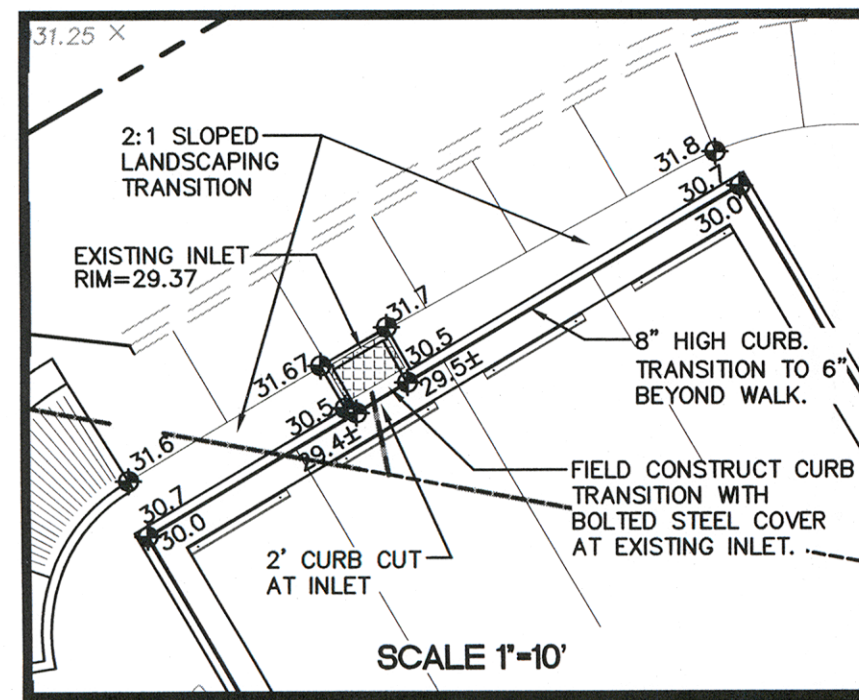 31.25 X
2:1 SLOPED
LANDSCAPING
TRANSITION
31.8
30.7
30.0
EXISTING INLET
RIM=29.37
31.7
30.5
29.5±
8" HIGH CURB.
TRANSITION TO 6"
BEYOND WALK.
31.67
30.5
29.4±
31.6
30.7
30.0
FIELD CONSTRUCT CURB
TRANSITION WITH
BOLTED STEEL COVER
AT EXISTING INLET.
2' CURB CUT
AT INLET
SCALE 1"=10'